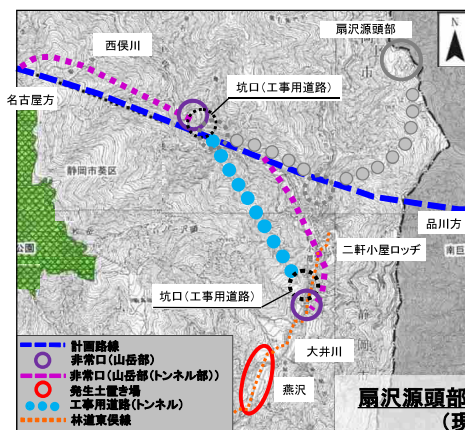 扇沢源頭部
N
西俣川
坑口(工事用道路)
名古屋方
静岡市葵区
品川方
二軒小屋ロッヂ
公園
坑口(工事用道路)
大井川
燕沢
計画路線
非常口(山岳部)
非常口(山岳部(トンネル部))
発生土置き場
工事用道路(トンネル)
林道東俣線
扇沢源頭部
(現